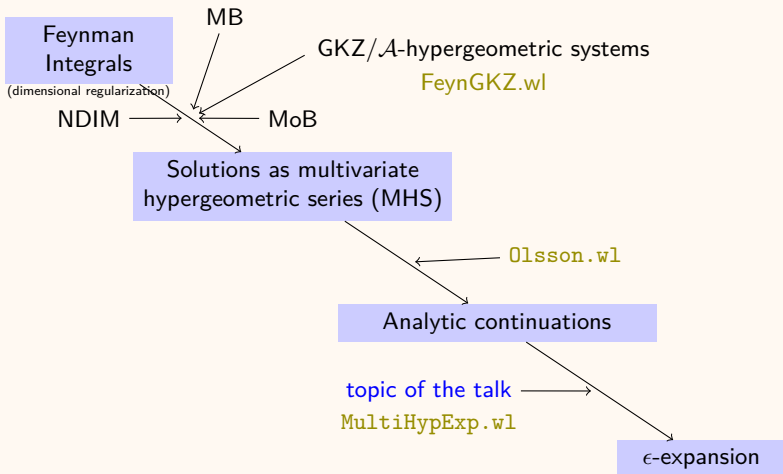 MB
Feynman
Integrals
(dimensional regularization)
GKZ/𝒜-hypergeometric systems
FeynGKZ.wl
NDIM
MoB
Solutions as multivariate
hypergeometric series (MHS)
Olsson.wl
Analytic continuations
topic of the talk
MultiHypExp.wl
ϵ-expansion